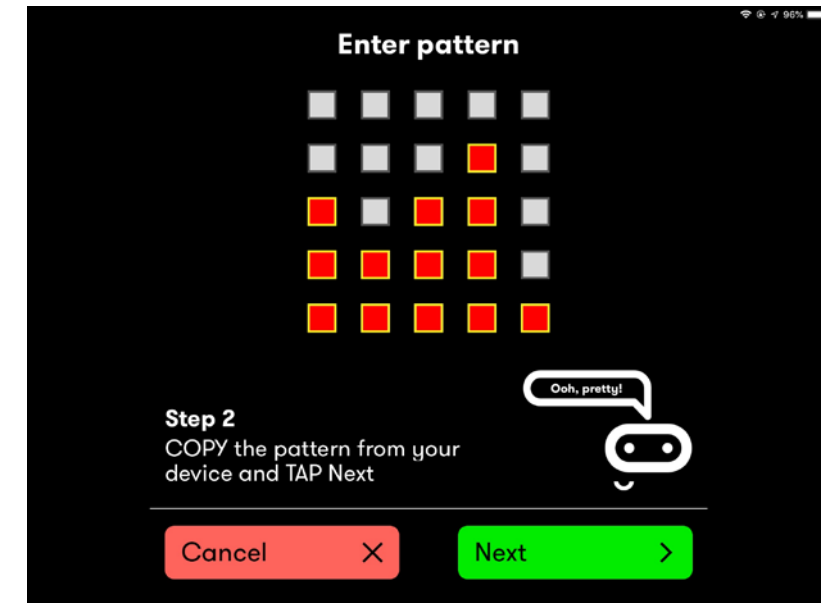 96%
Enter pattern
Ooh, pretty!
Step 2
COPY the pattern from your
device and TAP Next
Cancel
Next